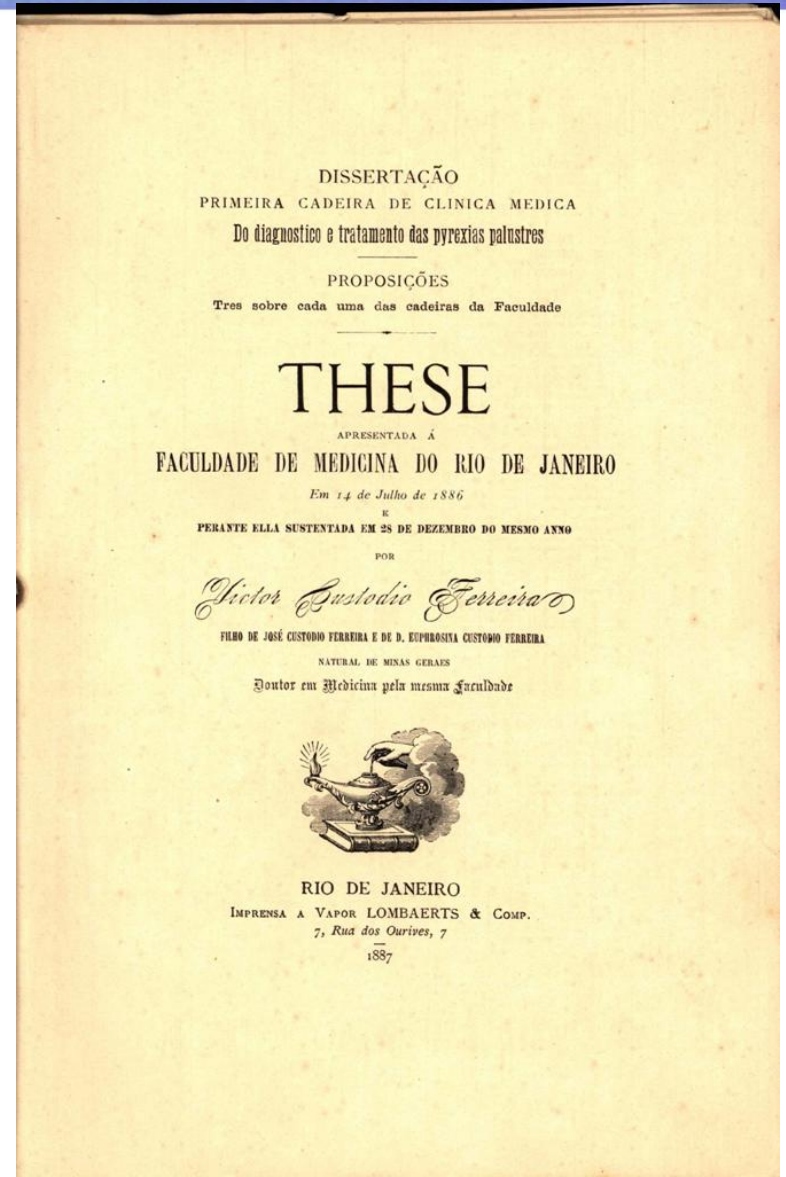 DISSERTAÇÃO
PRIMEIRA CADEIRA DE CLINICA MEDICA
Do diagnostico e tratamento das pyrexias palustres
PROPOSIÇÕES
Tres sobre cada uma das cadeiras da Faculdade
THESE
APRESENTADA Á
FACULDADE DE MEDICINA DO RIO DE JANEIRO
Em 14 de Julho de 1886
E
PERANTE ELLA SUSTENTADA EM 28 DE DEZEMBRO DO MESMO ANNO
POR
Victor Custodio Ferreira
FILHO DE JOSÉ CUSTODIO FERREIRA E DE D. EUPHROSINA CUSTODIO FERREIRA
NATURAL DE MINAS GERAES
Doutor em Medicina pela mesma Faculdade
RIO DE JANEIRO
IMPRENSA A VAPOR LOMBAERTS & COMP.
7, Rua dos Ourives, 7
1887